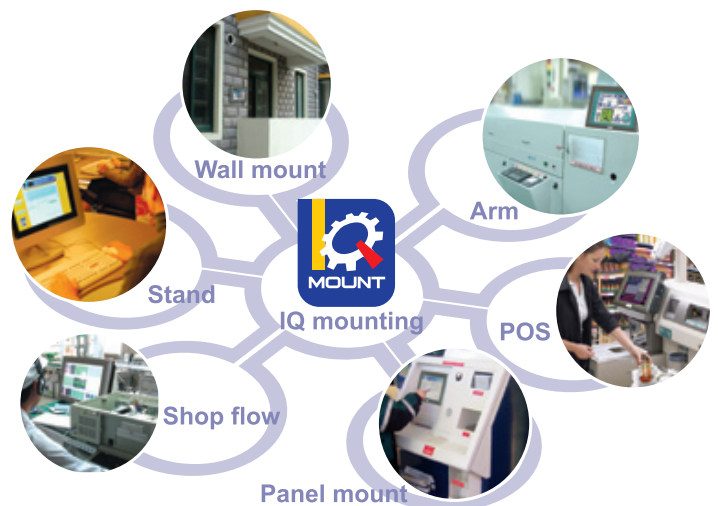 Wall mount
Arm
Stand
MOUNT
IQ mounting
POS
Shop flow
Panel mount